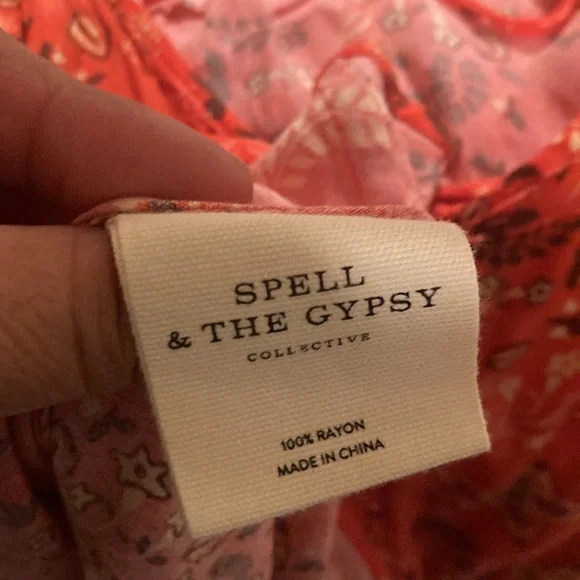 SPELL
& THE GYPSY
COLLECTIVE
100% RAYON
MADE IN CHINA